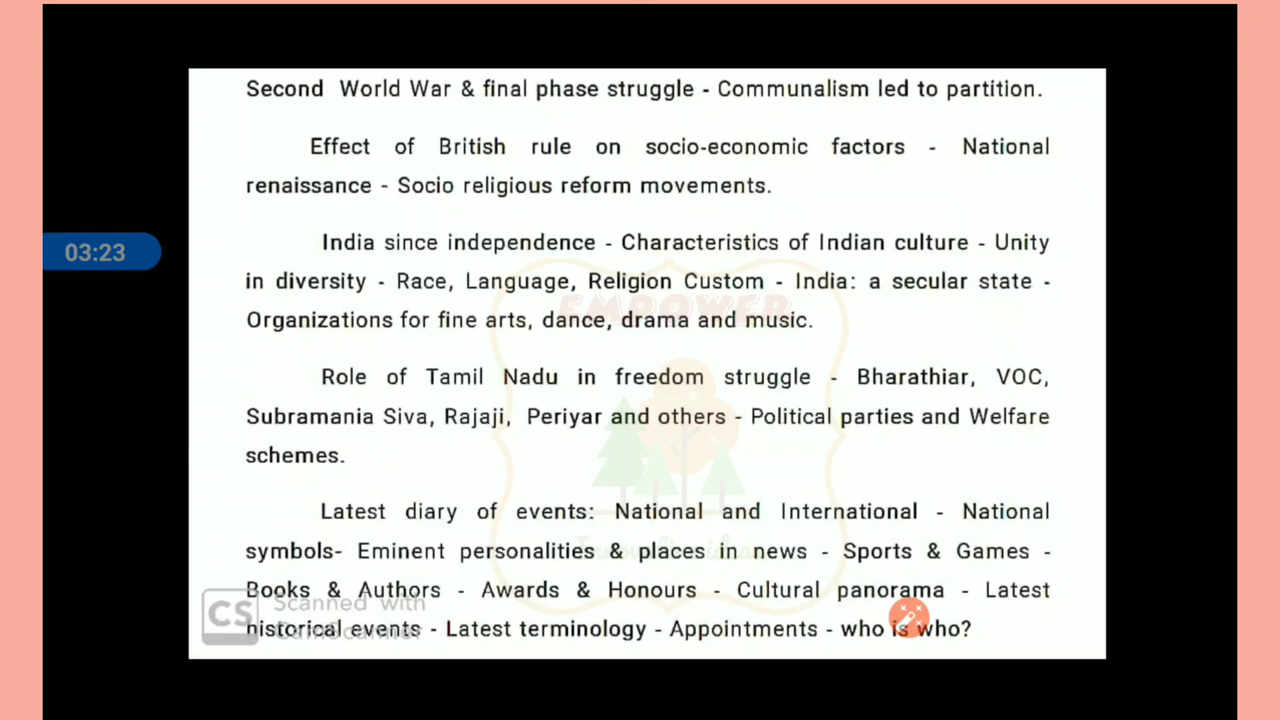 Second World War & final phase struggle - Communalism led to partition.
Effect of British rule on socio-economic factors - National
renaissance - Socio religious reform movements.
03:23
India since independence - Characteristics of Indian culture - Unity
in diversity - Race, Language, Religion Custom - India: a secular state -
EMPOWER
Organizations for fine arts, dance, drama and music.
Role of Tamil Nadu in freedom struggle - Bharathiar, VOC,
Subramania Siva, Rajaji, Periyar and others - Political parties and Welfare
schemes.
Latest diary of events: National and International - National
symbols- Eminent personalities & places in news - Sports & Games -
Books & Authors - Awards & Honours - Cultural panorama - Latest
CS Scanned with
historical events - Latest terminology - Appointments - who is who?
CamScanner